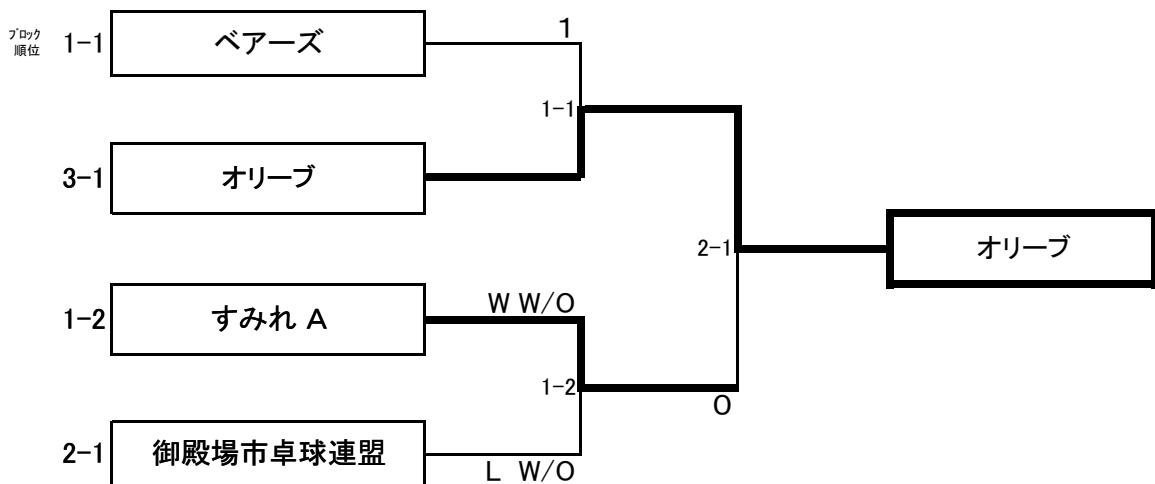 ブロック
順位
1-1
ベアーズ
1
1-1
3-1
オリーブ
2-1
オリーブ
1-2
すみれ A
W W/O
1-2
0
2-1
御殿場市卓球連盟
L W/O